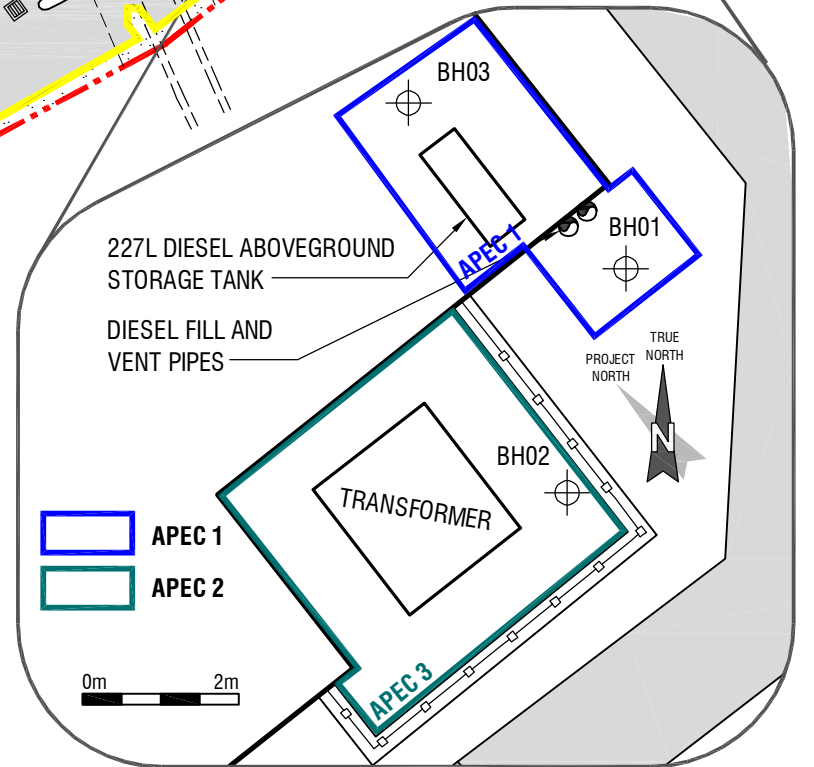 BH03
227L DIESEL ABOVEGROUND
STORAGE TANK
APEC 1
BH01
DIESEL FILL AND
VENT PIPES
TRUE
NORTH
PROJECT
NORTH
N
BH02
TRANSFORMER
APEC 1
APEC 2
APEC 3
0m 2m